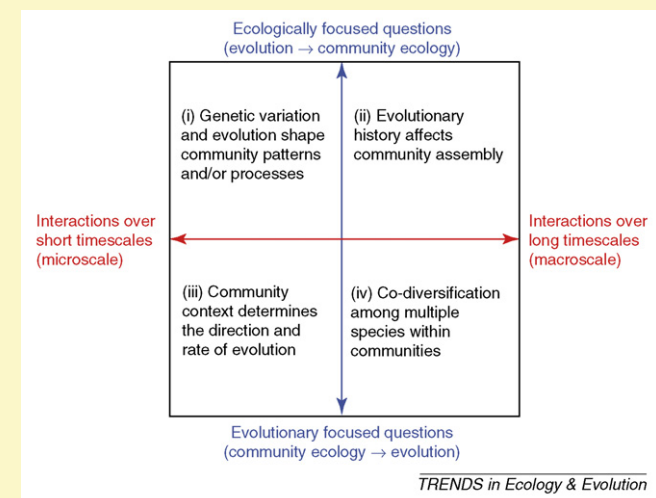 Ecologically focused questions
(evolution → community ecology)
(i) Genetic variation
and evolution shape
community patterns
and/or processes
(ii) Evolutionary
history affects
community assembly
Interactions over
short timescales
(microscale)
Interactions over
long timescales
(macroscale)
(iii) Community
context determines
the direction and
rate of evolution
(iv) Co-diversification
among multiple
species within
communities
Evolutionary focused questions
(community ecology → evolution)
TRENDS in Ecology & Evolution